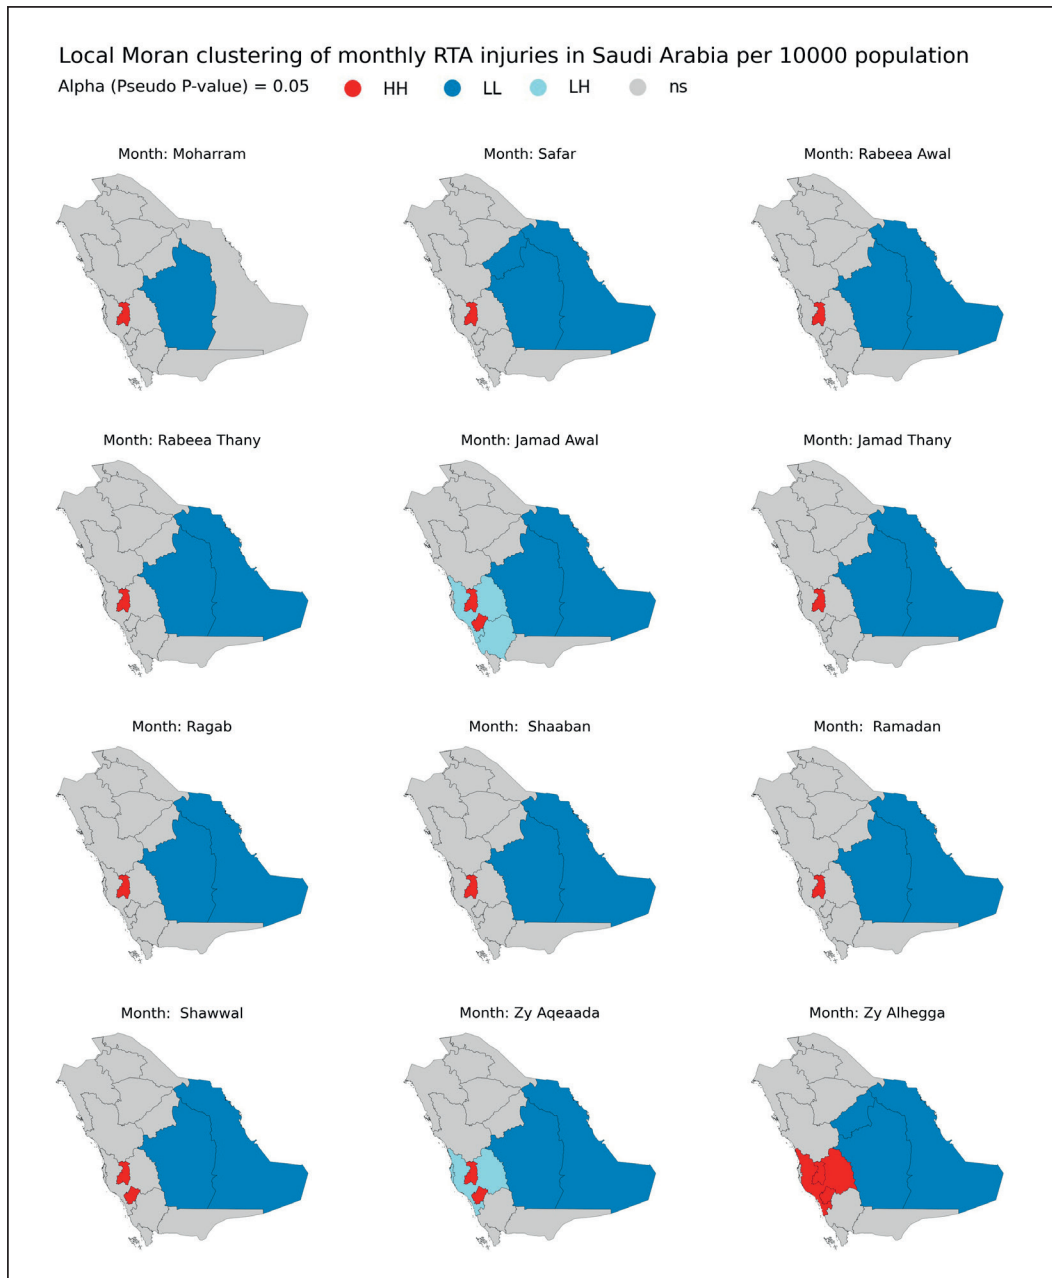 Local Moran clustering of monthly RTA injuries in Saudi Arabia per 10000 population
Alpha (Pseudo P-value) = 0.05 HH LL LH ns
Month: Moharram
Month: Safar
Month: Rabeea Awal
Month: Rabeea Thany
Month: Jamad Awal
Month: Jamad Thany
Month: Ragab
Month: Shaaban
Month: Ramadan
Month: Shawwal
Month: Zy Aqeaada
Month: Zy Alhegga